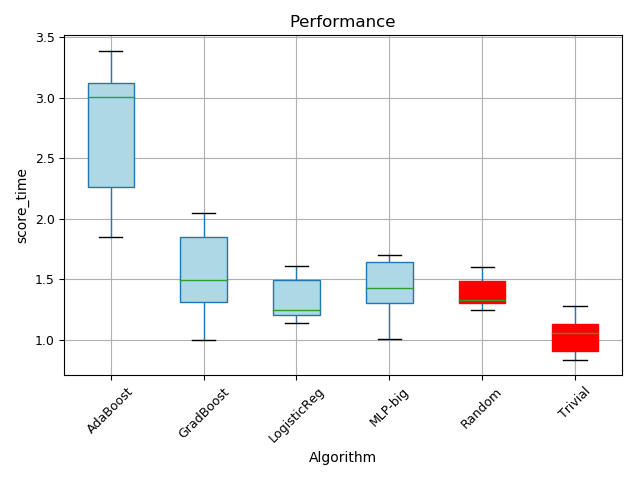 Performance
3.5
3.0
2.5
2.0
1.5
1.0
score_time
AdaBoost
GradBoost
LogisticReg
MLP-big
Random
Trivial
Algorithm